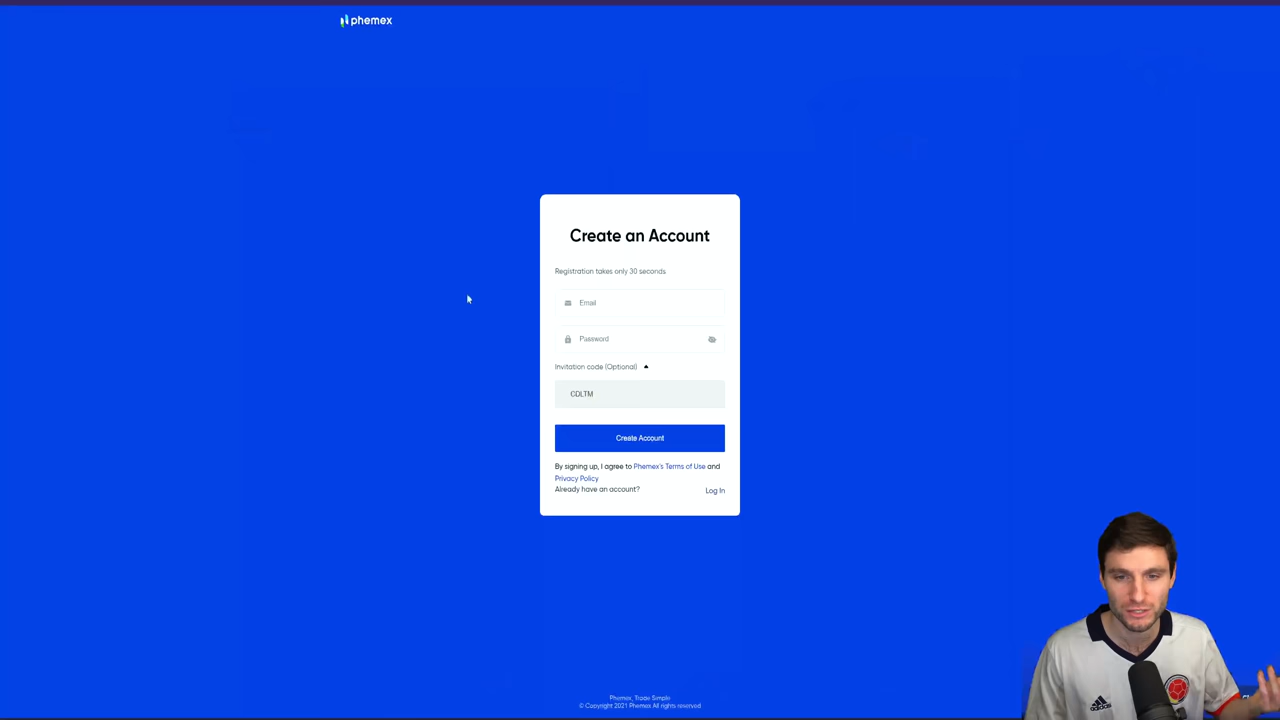 phemex
Create an Account
Registration takes only 30 seconds
Email
Password
Invitation code (Optional)
CDLTM
Create Account
By signing up, I agree to Phemex's Terms of Use and
Privacy Policy
Already have an account? Log In
Phemex, Trade Simple
© Copyright 2021 Phemex All rights reserved